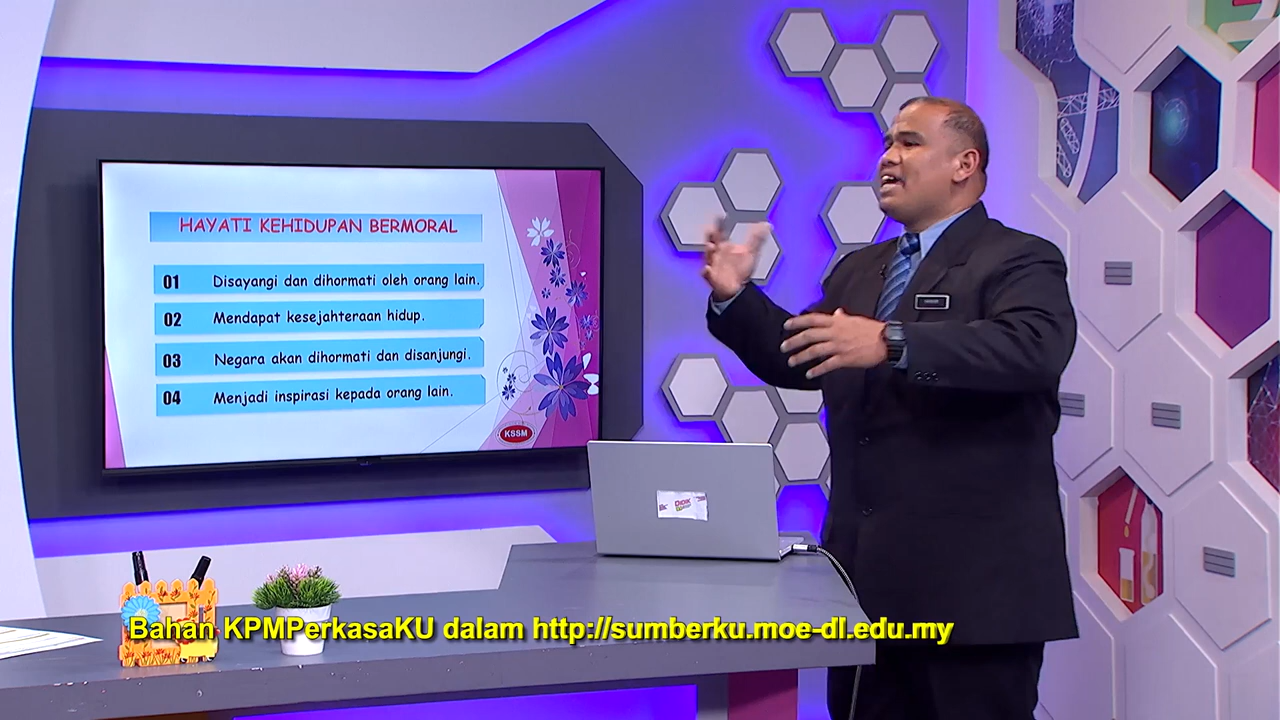 HAYATI KEHIDUPAN BERMORAL
01 Disayangi dan dihormati oleh orang lain.
02 Mendapat kesejahteraan hidup.
03 Negara akan dihormati dan disanjungi.
04 Menjadi inspirasi kepada orang lain.
KSSM
Bahan KPMPerkasaKU dalam http://sumberku.moe-dl.edu.my